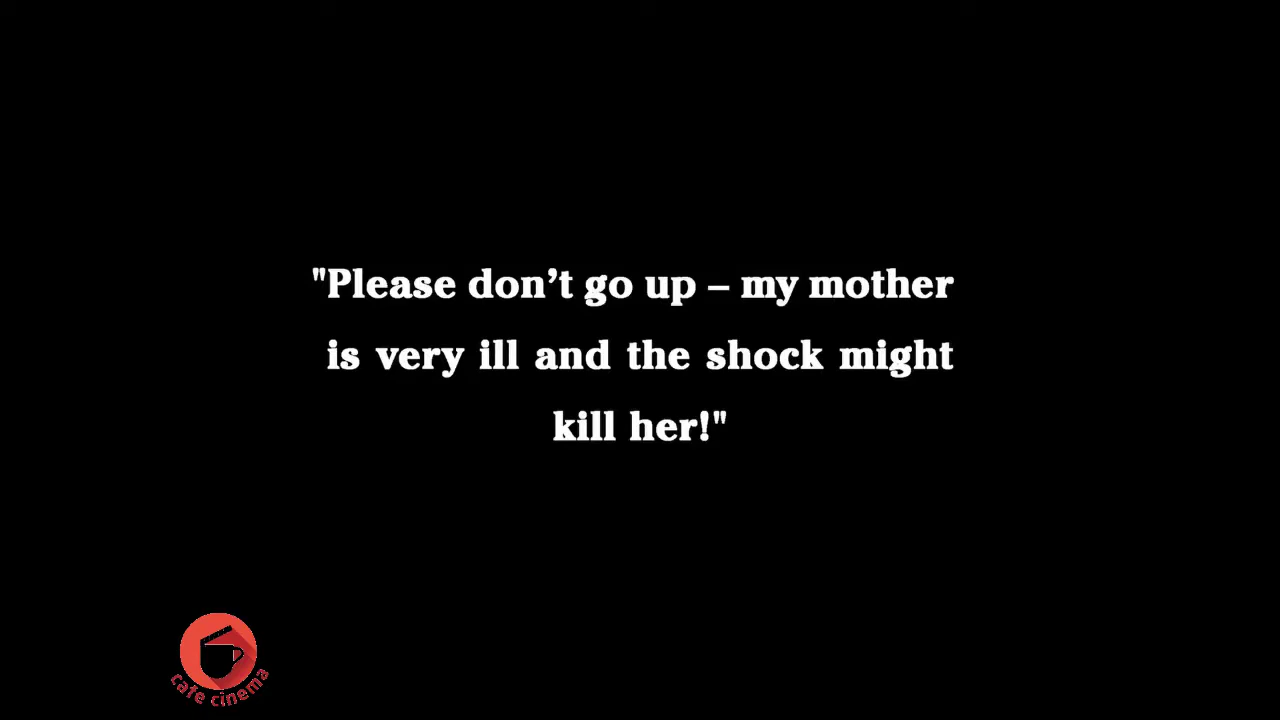 "Please don’t go up – my mother
is very ill and the shock might
kill her!"
cafe cinema